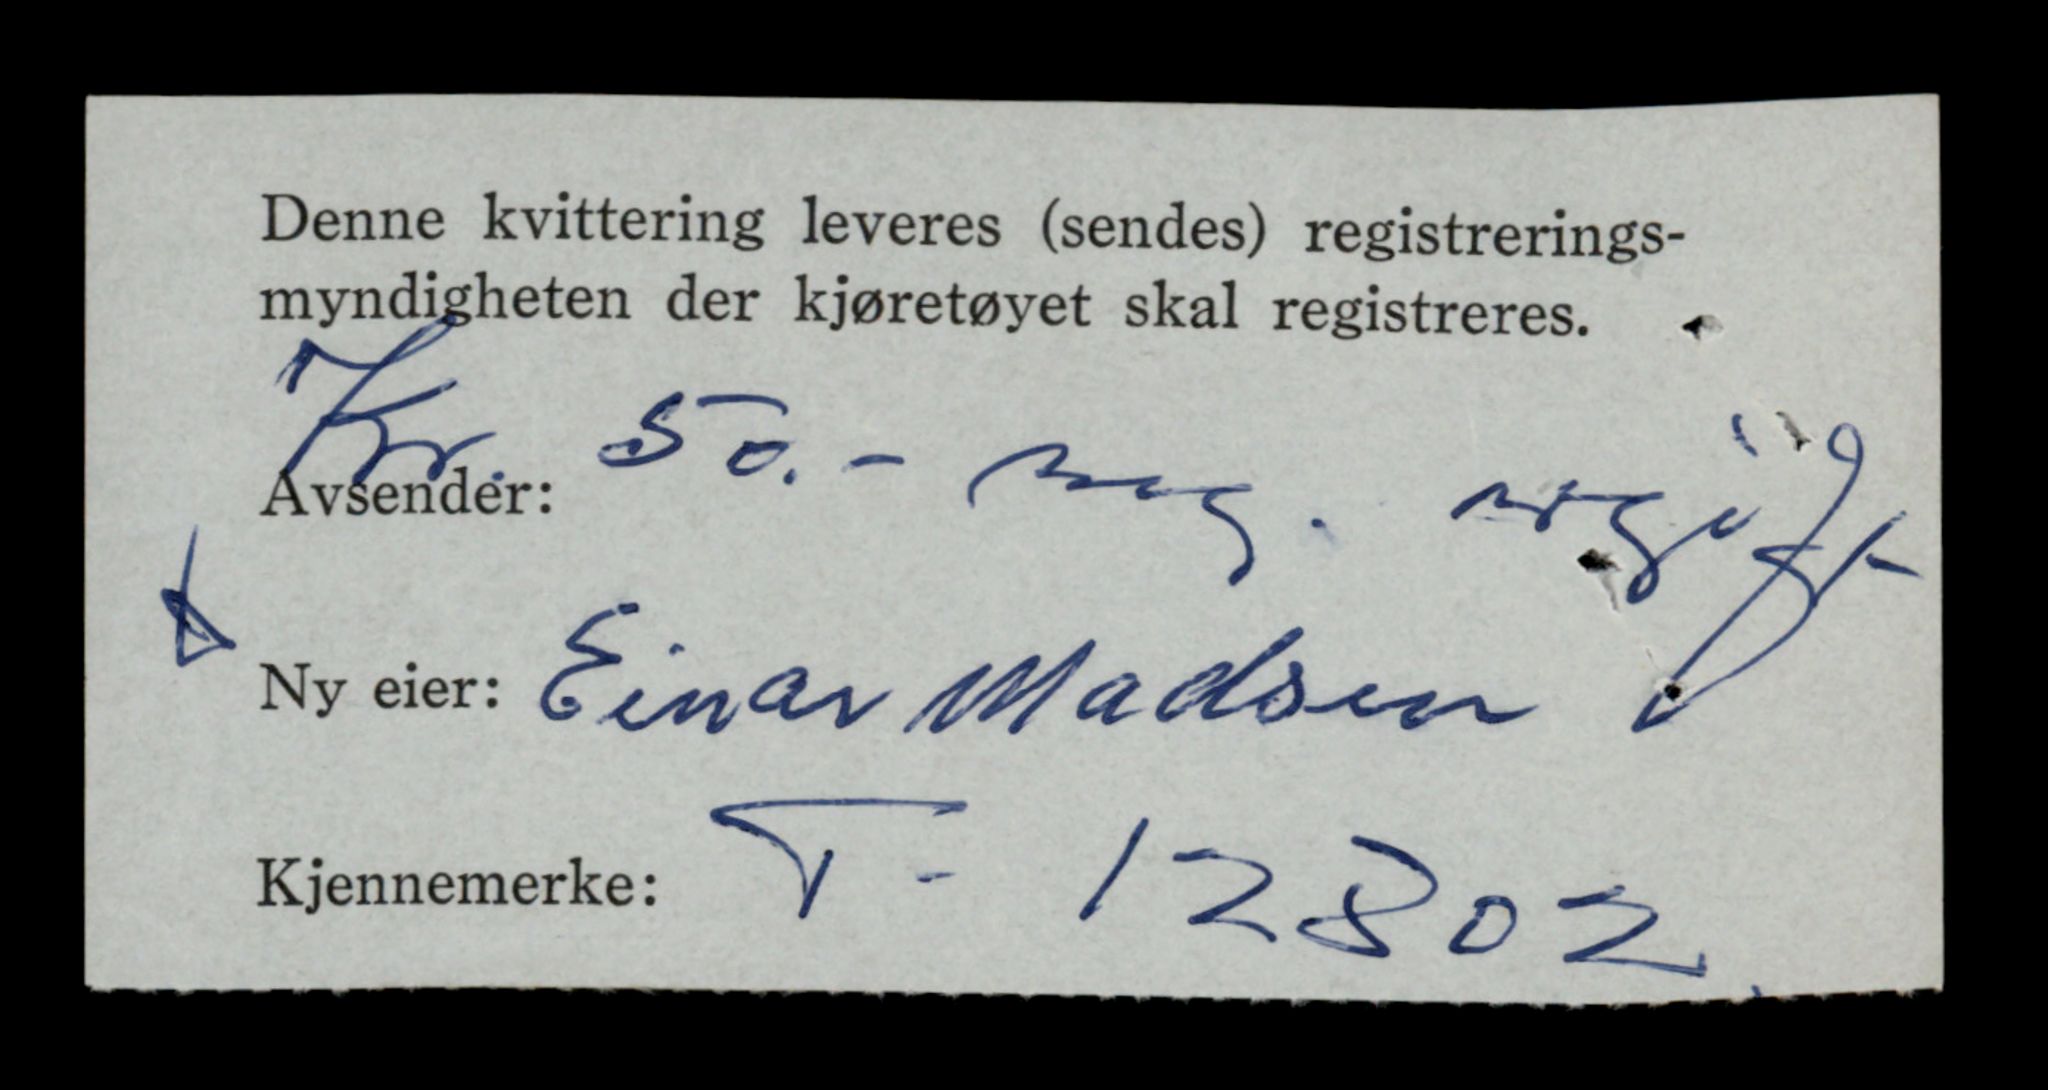 Denne kvittering leveres (sendes) registrerings-
myndigheten der kjøretøyet skal registreres.
Kr. 50.-
Avsender:
Ny eier: Einar Madsen
Kjennemerke: T- 12802